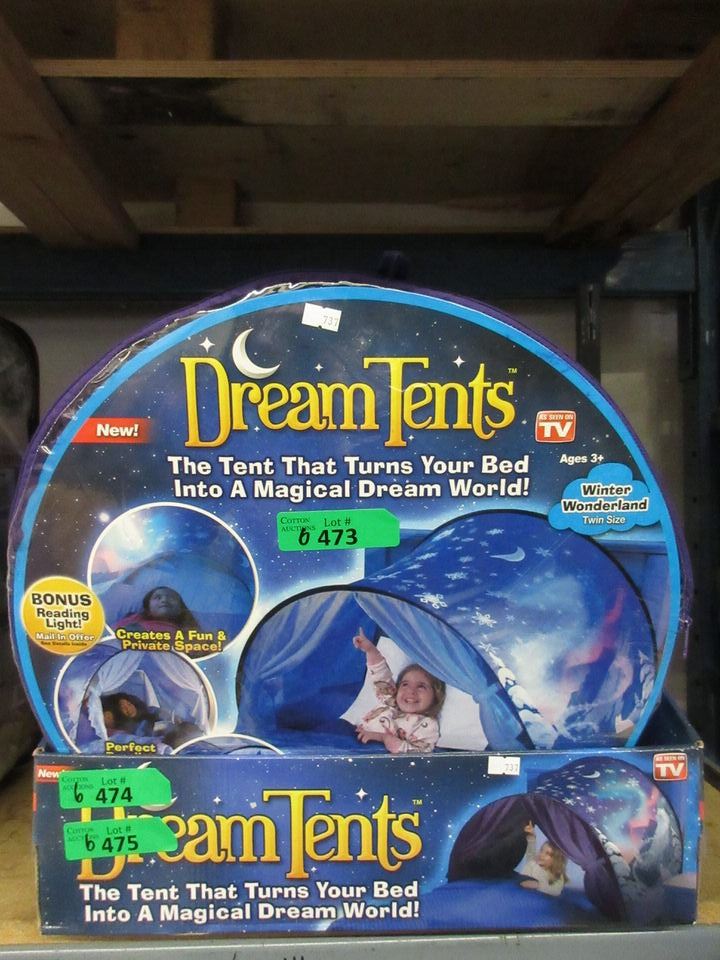 737
Dream Tents™
New!
AS SEEN ON
TV
The Tent That Turns Your Bed
Into A Magical Dream World!
Ages 3+
Winter
Wonderland
Twin Size
COTTON
AUCTIONS
Lot #
6 473
BONUS
Reading
Light!
Mail-In Offer
Creates A Fun &
Private Space!
Perfect
737
AS SEEN ON
TV
New
COTTON
AUCTIONS
Lot #
6 474
COTTON
AUCTIONS
Lot #
6 475
Dream Tents™
The Tent That Turns Your Bed
Into A Magical Dream World!